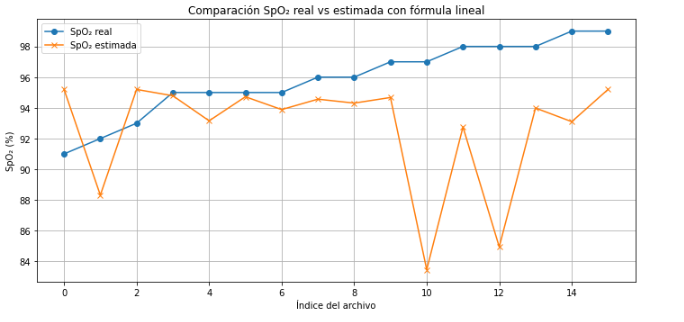 Comparación SpO₂ real vs estimada con fórmula lineal
SpO₂ real
SpO₂ estimada
98
96
94
92
90
88
86
84
SpO₂ (%)
0 2 4 6 8 10 12 14
Índice del archivo